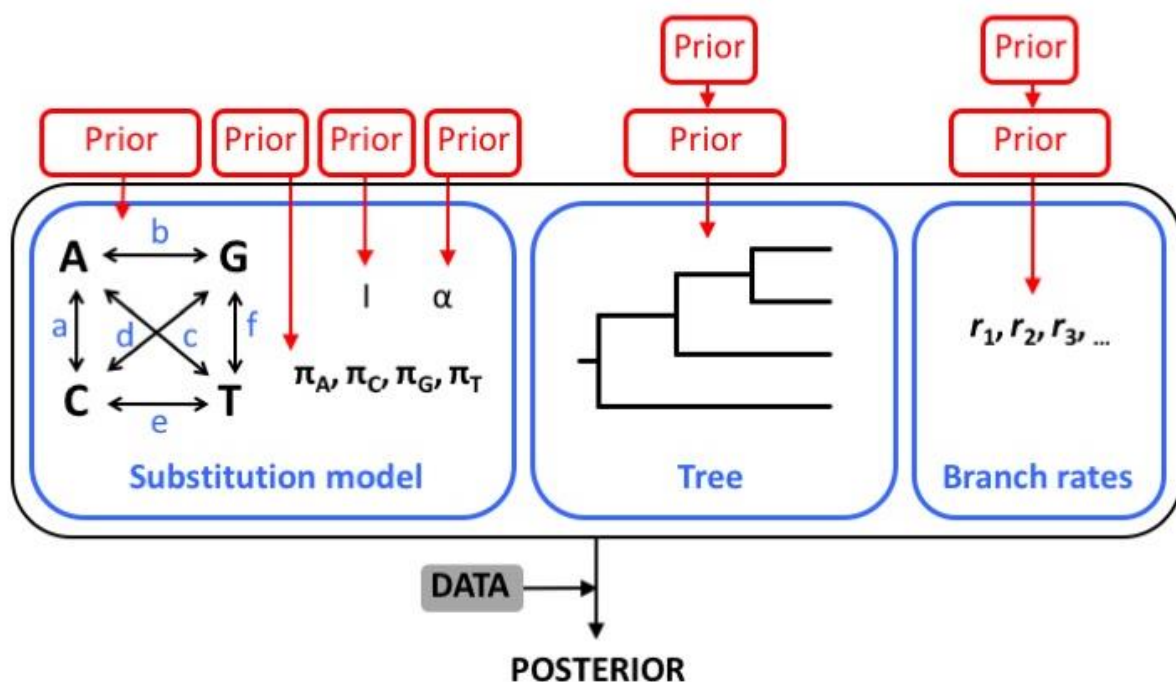 Prior Prior
Prior Prior Prior Prior Prior Prior
A b G
a d c f I α
C e T
π_A, π_C, π_G, π_T
r_1, r_2, r_3, ...
Substitution model Tree Branch rates
DATA
POSTERIOR